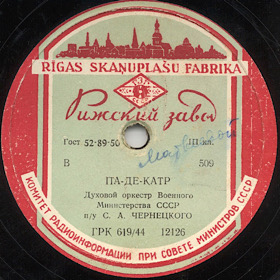 RĪGAS SKAŅUPLAŠU FABRIKA
Рижский завод
Гост 52·89·50 III кл.
В 509
ПА-ДЕ-КАТР
Духовой оркестр Военного
Министерства СССР
п/у С. А. ЧЕРНЕЦКОГО
ГРК 619/44 12126
КОМИТЕТ РАДИОИНФОРМАЦИИ ПРИ СОВЕТЕ МИНИСТРОВ СССР